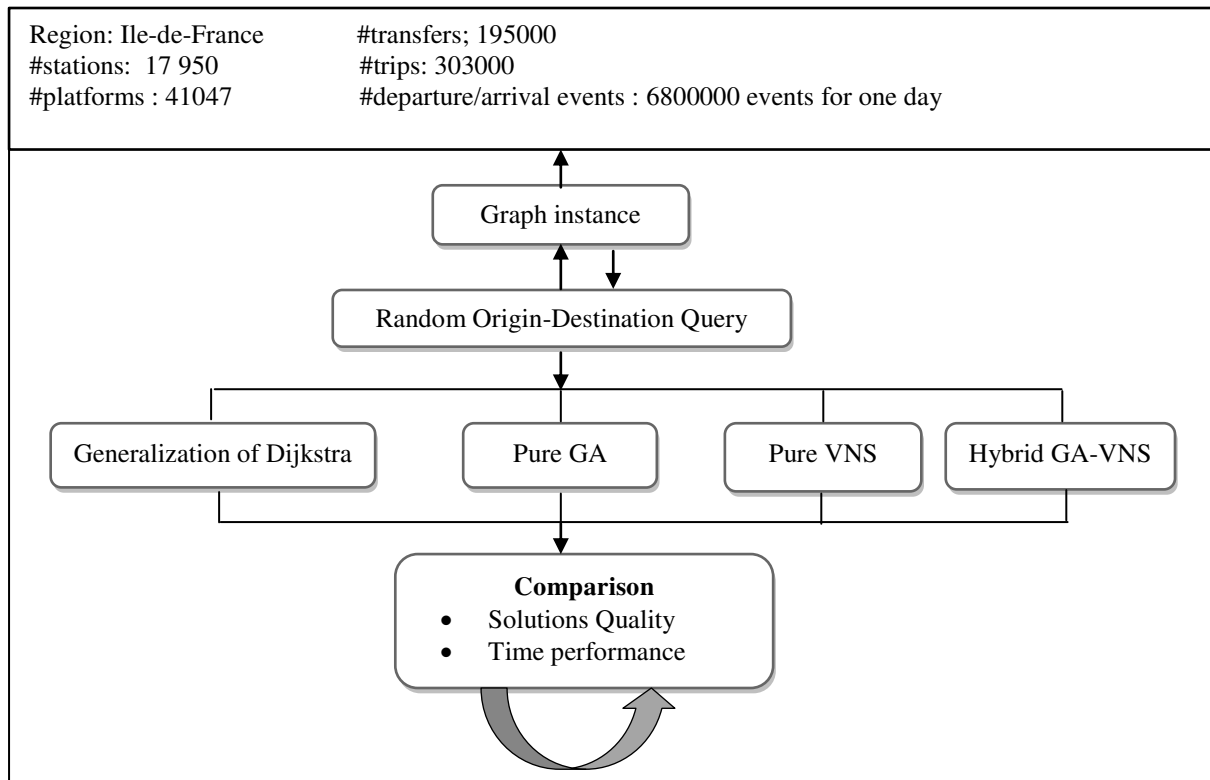 Region: Ile-de-France #transfers; 195000
#stations: 17 950 #trips: 303000
#platforms : 41047 #departure/arrival events : 6800000 events for one day
Graph instance
Random Origin-Destination Query
Generalization of Dijkstra Pure GA Pure VNS Hybrid GA-VNS
Comparison
• Solutions Quality
• Time performance